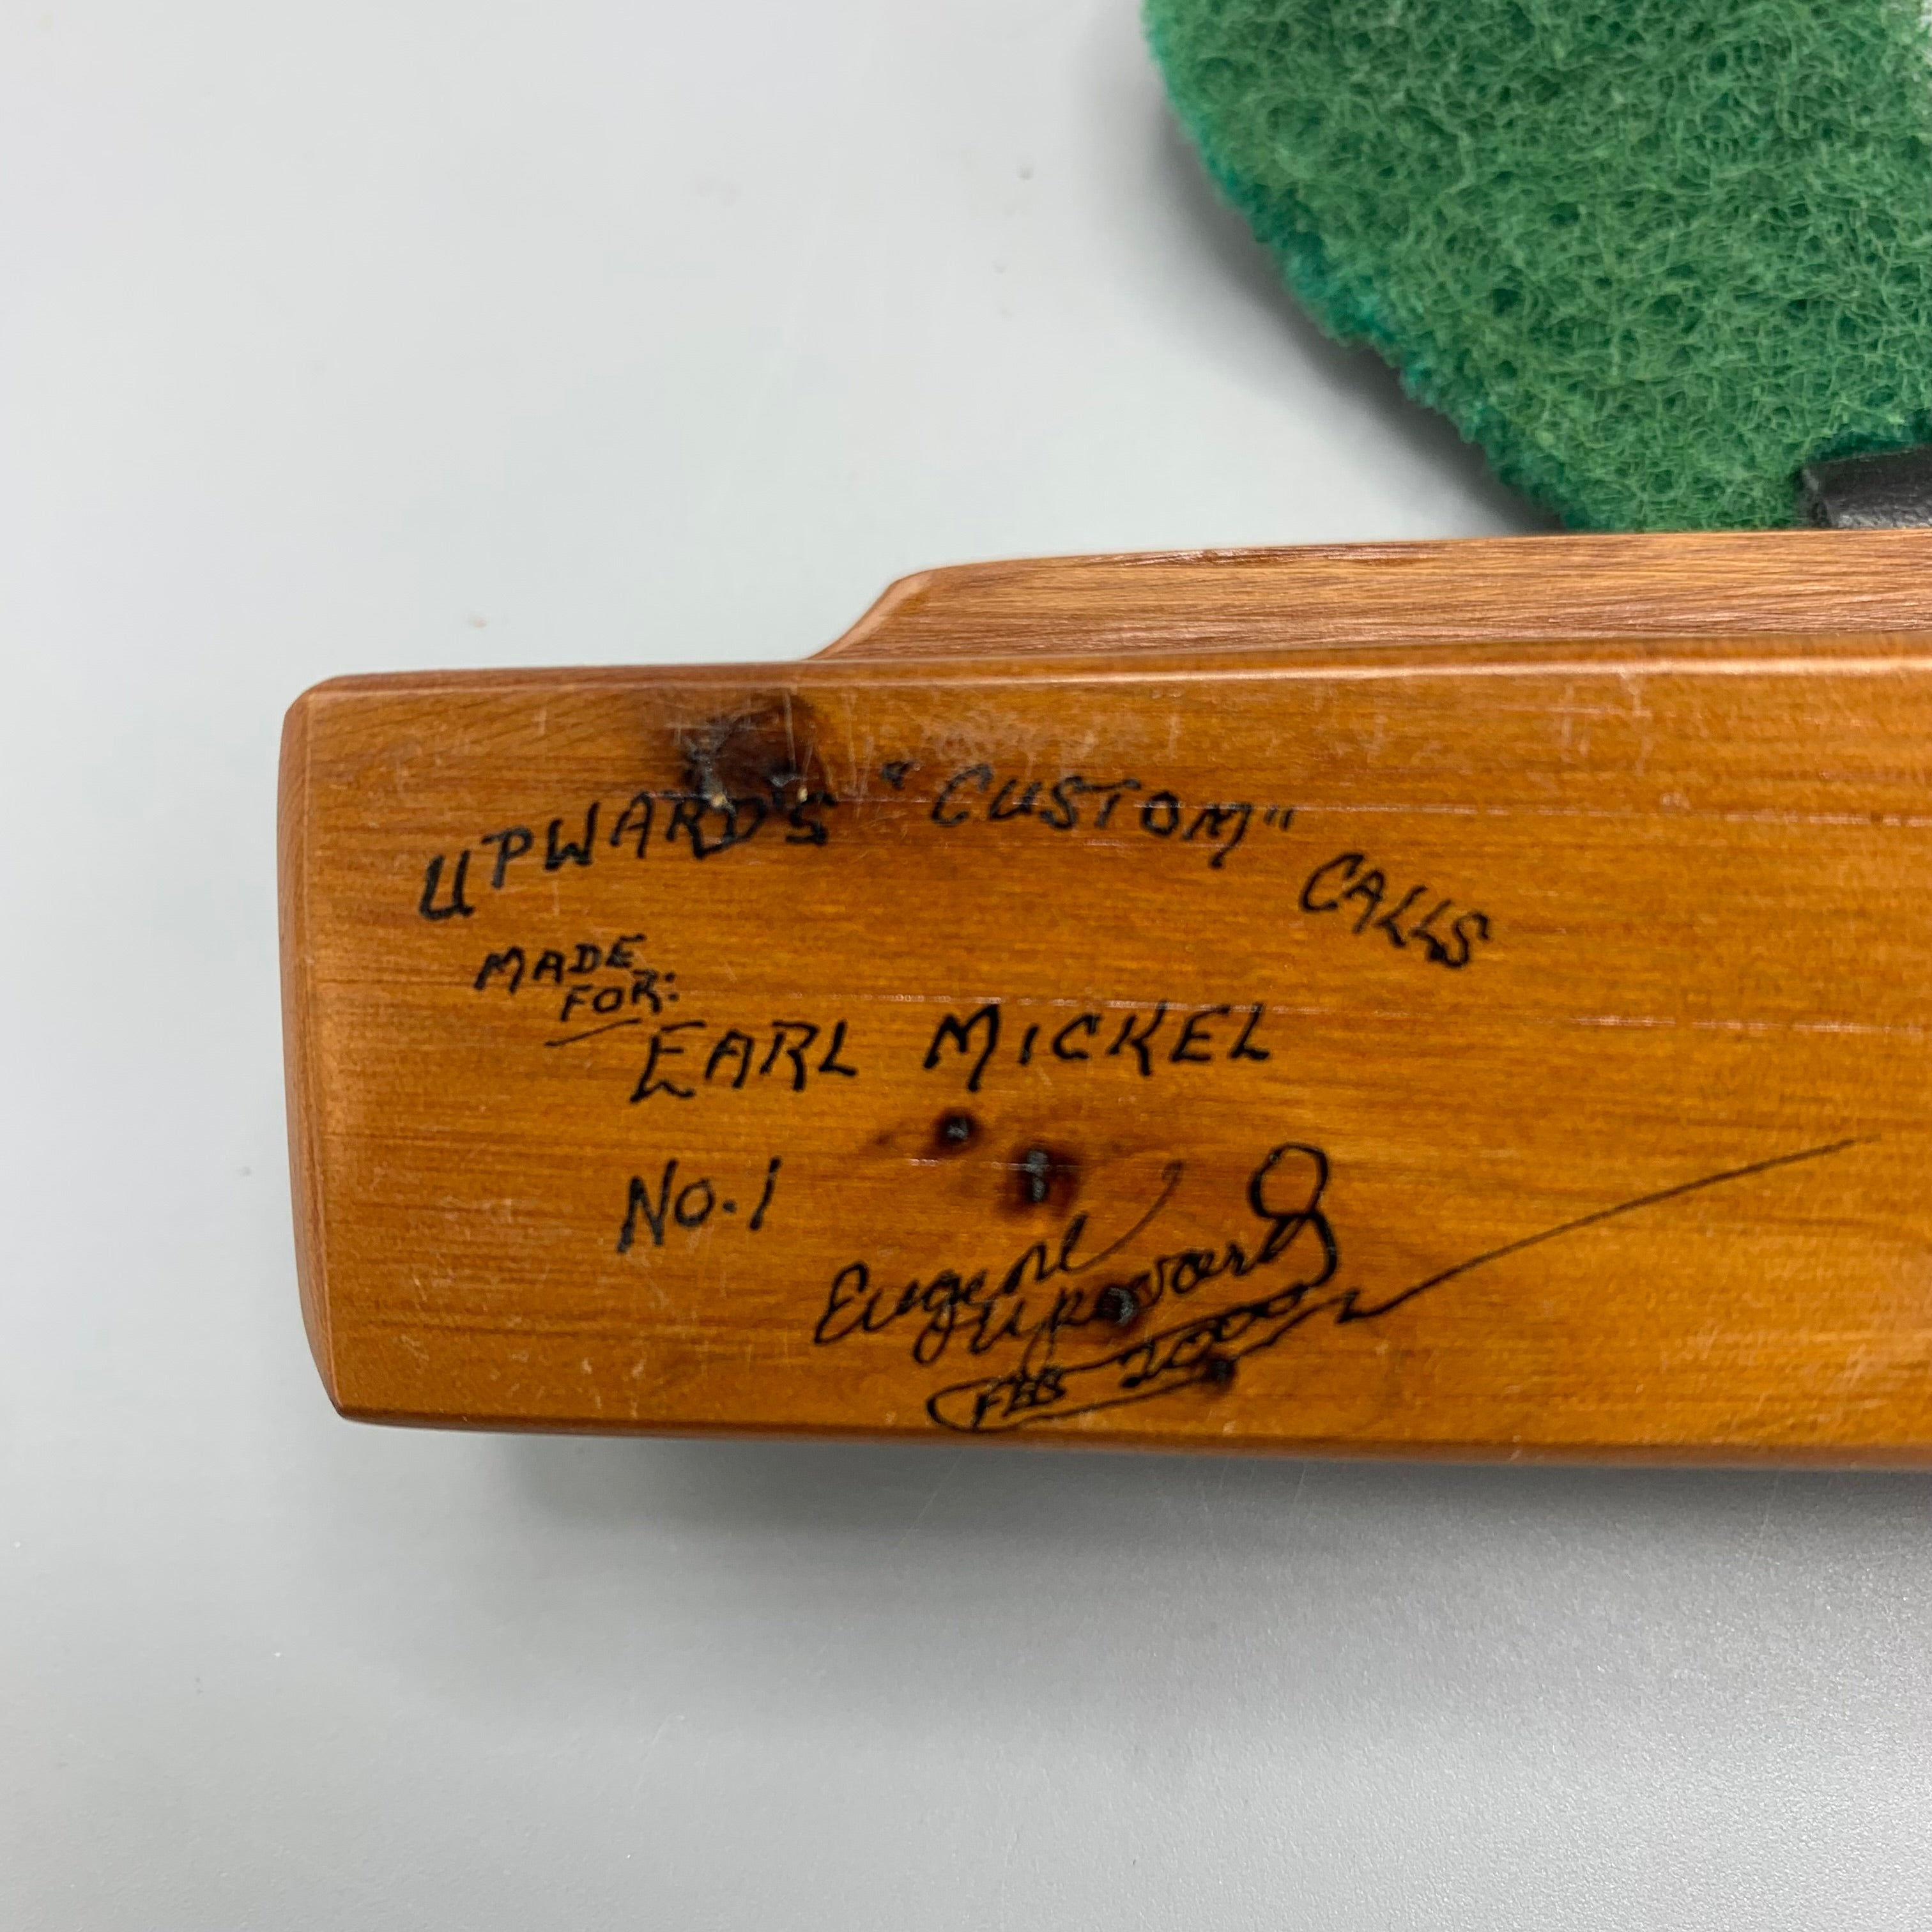 UPWARD'S "CUSTOM" CALLS
MADE
FOR:
EARL MICKEL
No. 1
Eugene
Upward
FEB 2000